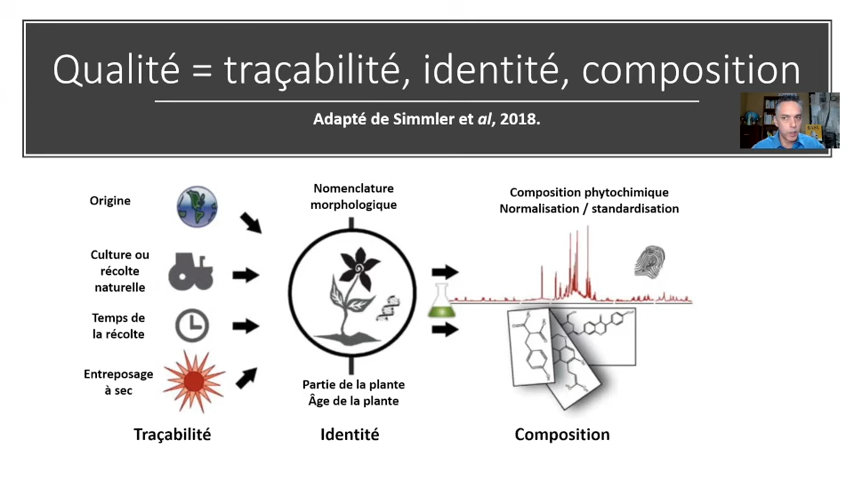 Qualité = traçabilité, identité, composition
Adapté de Simmler et al, 2018.
Origine
Culture ou
récolte
naturelle
Temps de
la récolte
Entreposage
à sec
Traçabilité
Nomenclature
morphologique
Partie de la plante
Âge de la plante
Identité
Composition phytochimique
Normalisation / standardisation
Composition